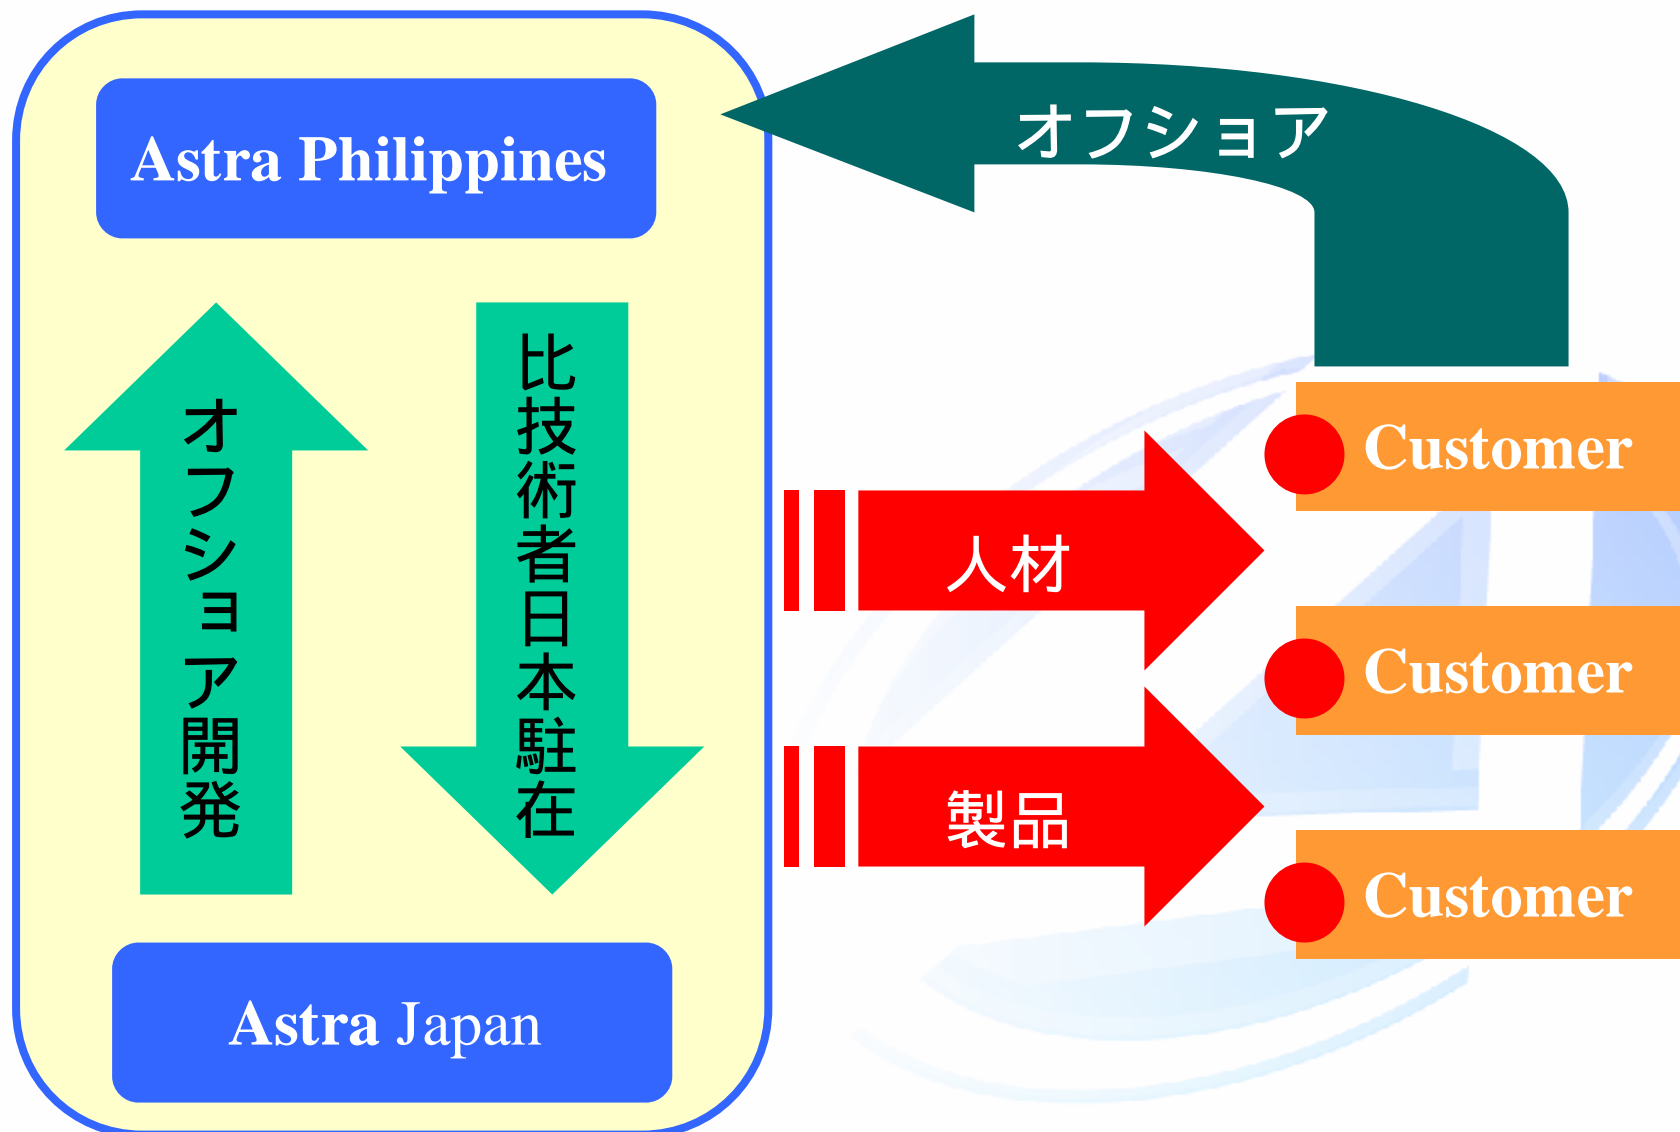 Astra Philippines
オフショア
オフショア開発
比技術者日本駐在
Customer
人材
Customer
製品
Customer
Astra Japan